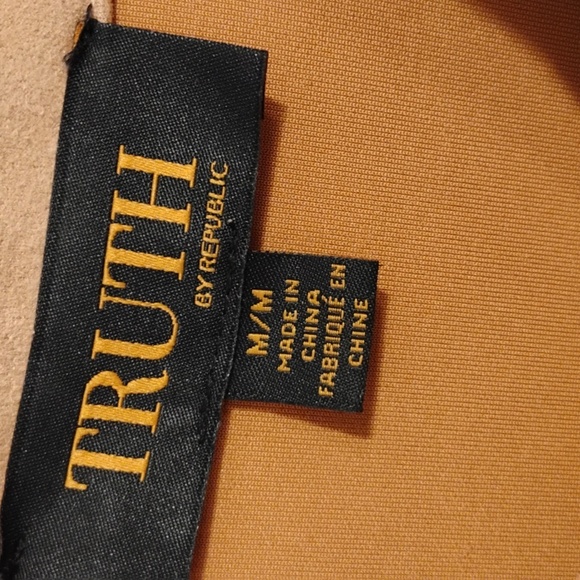 TRUTH
BY REPUBLIC
M/M
MADE IN
CHINA
FABRIQUÉ EN
CHINE